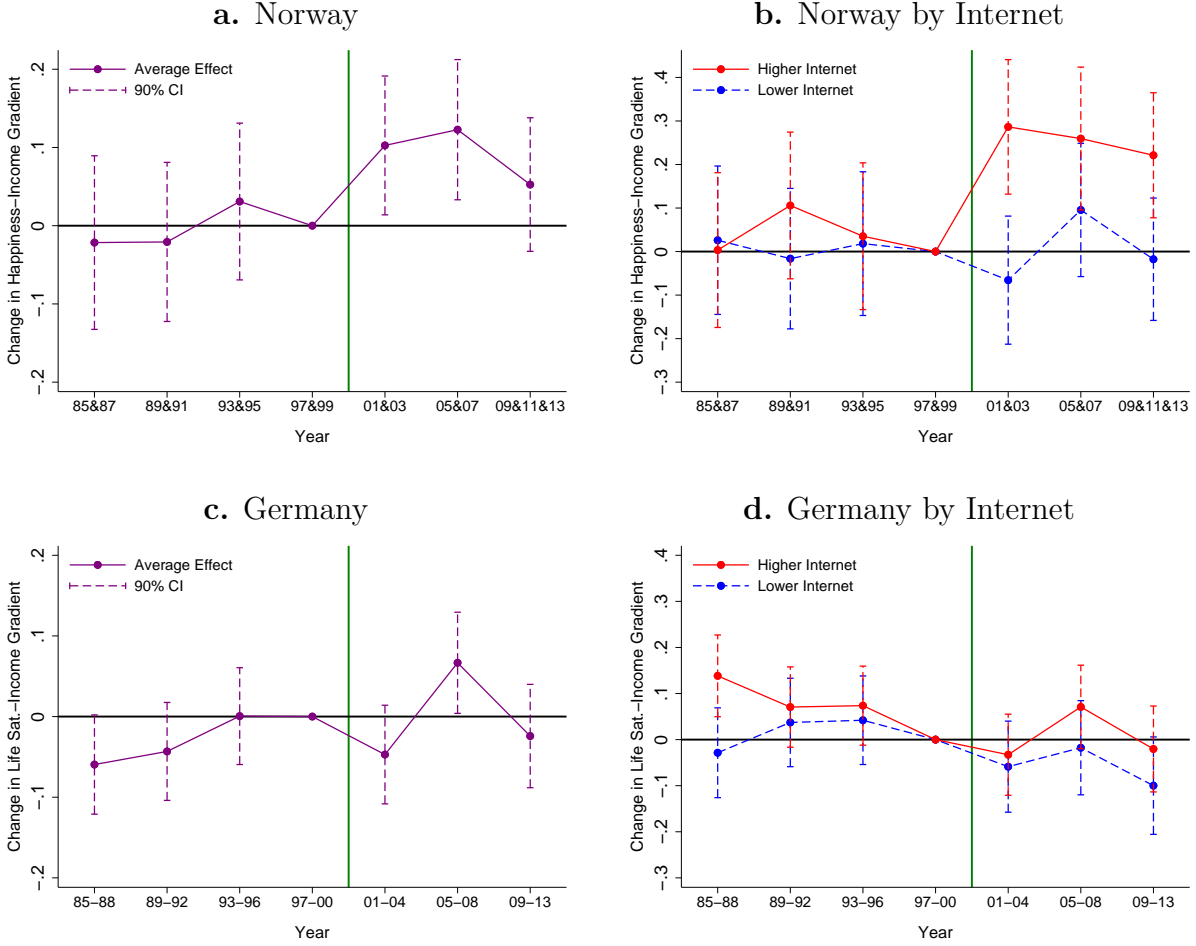 a. Norway
Average Effect
90% CI
Change in Happiness−Income Gradient
.2
.1
0
−.1
−.2
85&87 89&91 93&95 97&99 01&03 05&07 09&11&13
Year
b. Norway by Internet
Higher Internet
Lower Internet
Change in Happiness−Income Gradient
.4
.3
.2
.1
0
−.1
−.2
−.3
85&87 89&91 93&95 97&99 01&03 05&07 09&11&13
Year
c. Germany
Average Effect
90% CI
Change in Life Sat.−Income Gradient
.2
.1
0
−.1
−.2
85−88 89−92 93−96 97−00 01−04 05−08 09−13
Year
d. Germany by Internet
Higher Internet
Lower Internet
Change in Life Sat.−Income Gradient
.4
.3
.2
.1
0
−.1
−.2
−.3
85−88 89−92 93−96 97−00 01−04 05−08 09−13
Year